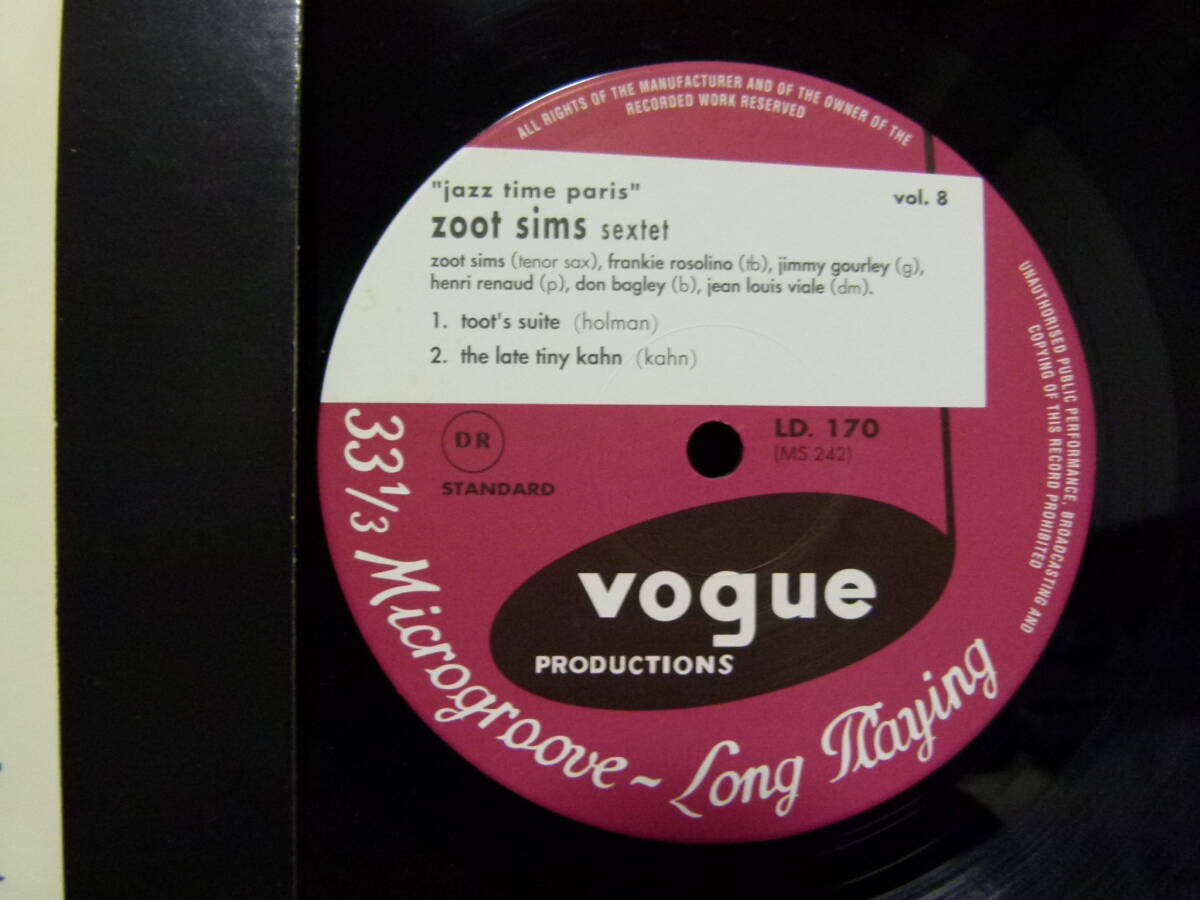 ALL RIGHTS OF THE MANUFACTURER AND OF THE OWNER OF THE
RECORDED WORK RESERVED
"jazz time paris"
vol. 8
zoot sims sextet
zoot sims (tenor sax), frankie rosolino (tb), jimmy gourley (g),
henri renaud (p), don bagley (b), jean louis viale (dm).
1. toot's suite (holman)
2. the late tiny kahn (kahn)
UNAUTHORISED PUBLIC PERFORMANCE, BROADCASTING AND
COPYING OF THIS RECORD PROHIBITED
DR
STANDARD
LD. 170
(MS 242)
vogue
PRODUCTIONS
33 1/3 Microgroove ~ Long Playing